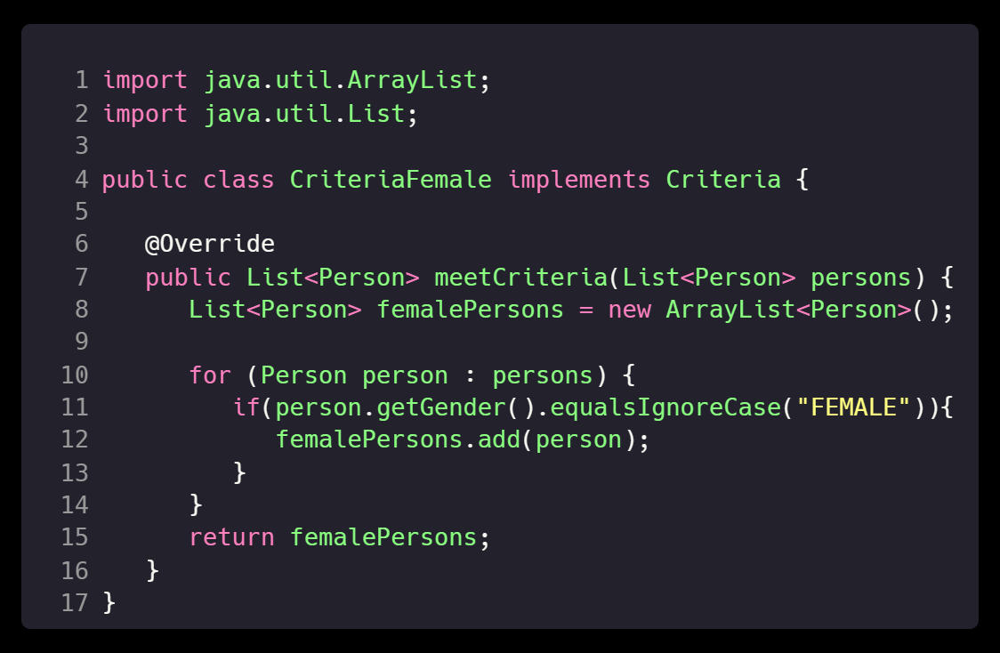 1 import java.util.ArrayList;
2 import java.util.List;
3
4 public class CriteriaFemale implements Criteria {
5
6    @Override
7    public List<Person> meetCriteria(List<Person> persons) {
8       List<Person> femalePersons = new ArrayList<Person>();
9
10       for (Person person : persons) {
11          if(person.getGender().equalsIgnoreCase("FEMALE")){
12             femalePersons.add(person);
13          }
14       }
15       return femalePersons;
16    }
17 }